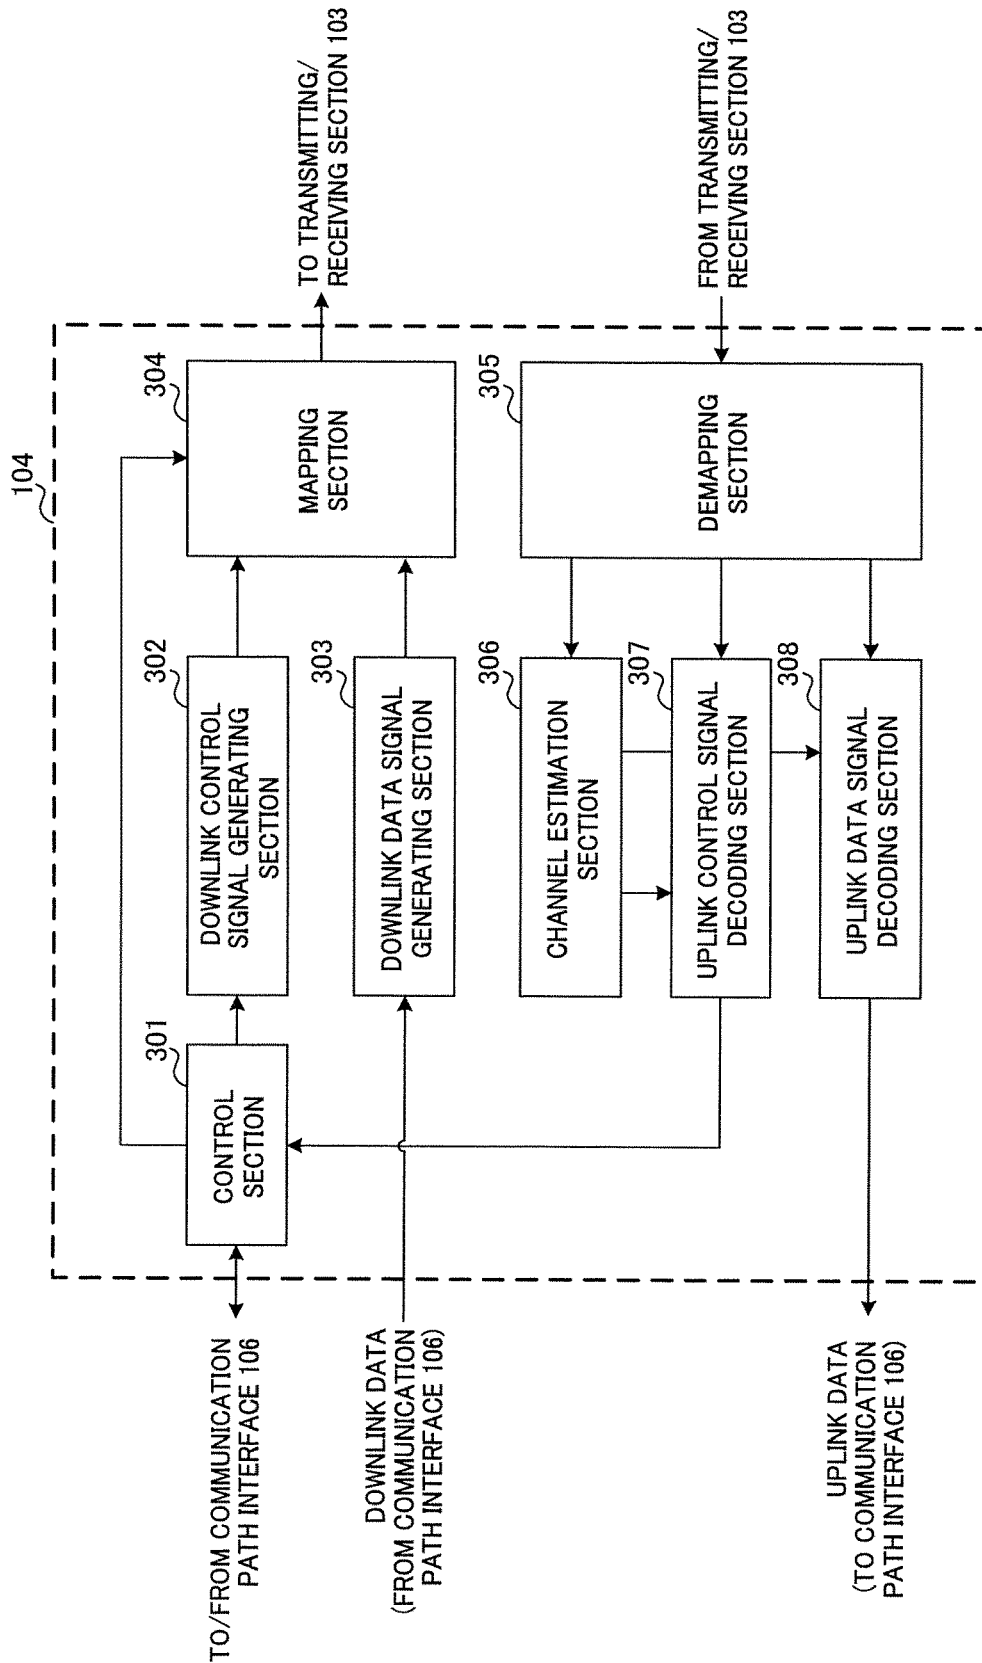 104
TO/FROM COMMUNICATION
PATH INTERFACE 106
301
CONTROL
SECTION
302
DOWNLINK CONTROL
SIGNAL GENERATING
SECTION
304
MAPPING
SECTION
TO TRANSMITTING/
RECEIVING SECTION 103
DOWNLINK DATA
(FROM COMMUNICATION
PATH INTERFACE 106)
303
DOWNLINK DATA SIGNAL
GENERATING SECTION
306
CHANNEL ESTIMATION
SECTION
305
DEMAPPING
SECTION
FROM TRANSMITTING/
RECEIVING SECTION 103
307
UPLINK CONTROL SIGNAL
DECODING SECTION
308
UPLINK DATA SIGNAL
DECODING SECTION
UPLINK DATA
(TO COMMUNICATION
PATH INTERFACE 106)